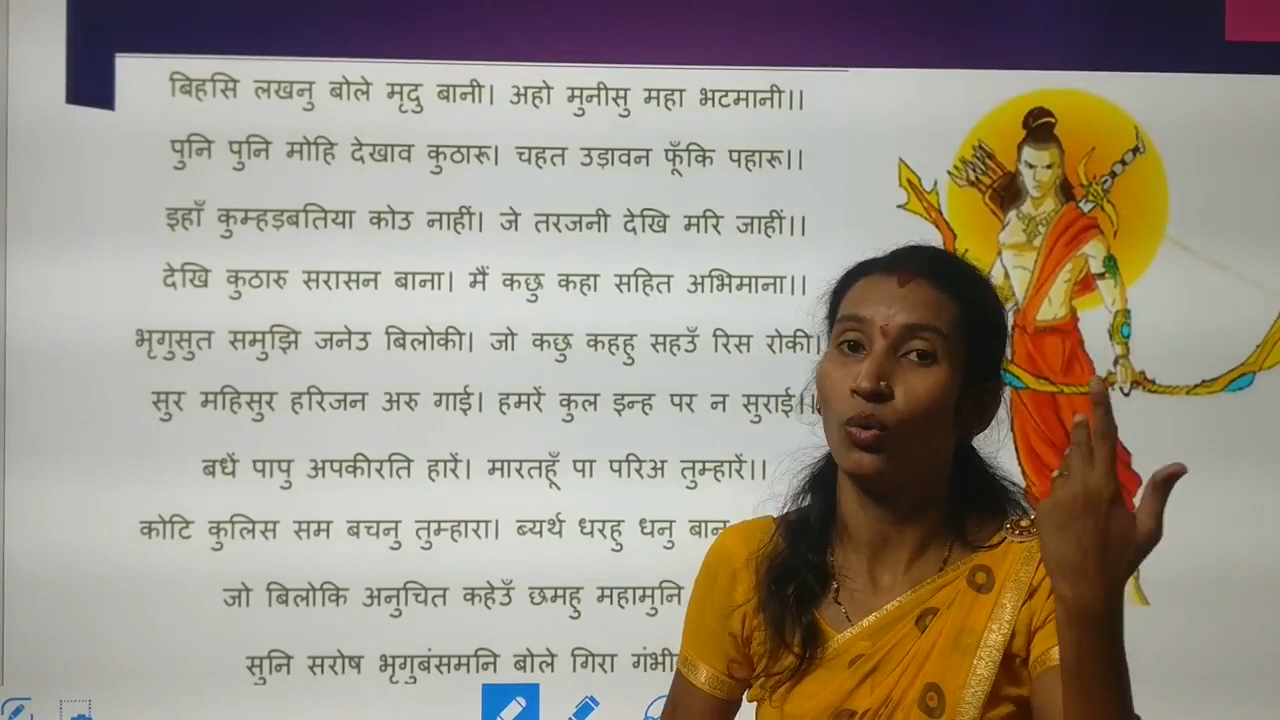 बिहसि लखनु बोले मृदु बानी। अहो मुनीसु महा भटमानी।।
पुनि पुनि मोहि देखाव कुठारू। चहत उड़ावन फूँकि पहारू।।
इहाँ कुम्हड़बतिया कोउ नाहीं। जे तरजनी देखि मरि जाहीं।।
देखि कुठारु सरासन बाना। मैं कछु कहा सहित अभिमाना।।
भृगुसुत समुझि जनेउ बिलोकी। जो कछु कहहु सहउँ रिस रोकी।
सुर महिसुर हरिजन अरु गाई। हमरें कुल इन्ह पर न सुराई।।
बधें पापु अपकीरति हारें। मारतहूँ पा परिअ तुम्हारें।।
कोटि कुलिस सम बचनु तुम्हारा। ब्यर्थ धरहु धनु बान
जो बिलोकि अनुचित कहेउँ छमहु महामुनि
सुनि सरोष भृगुबंसमनि बोले गिरा